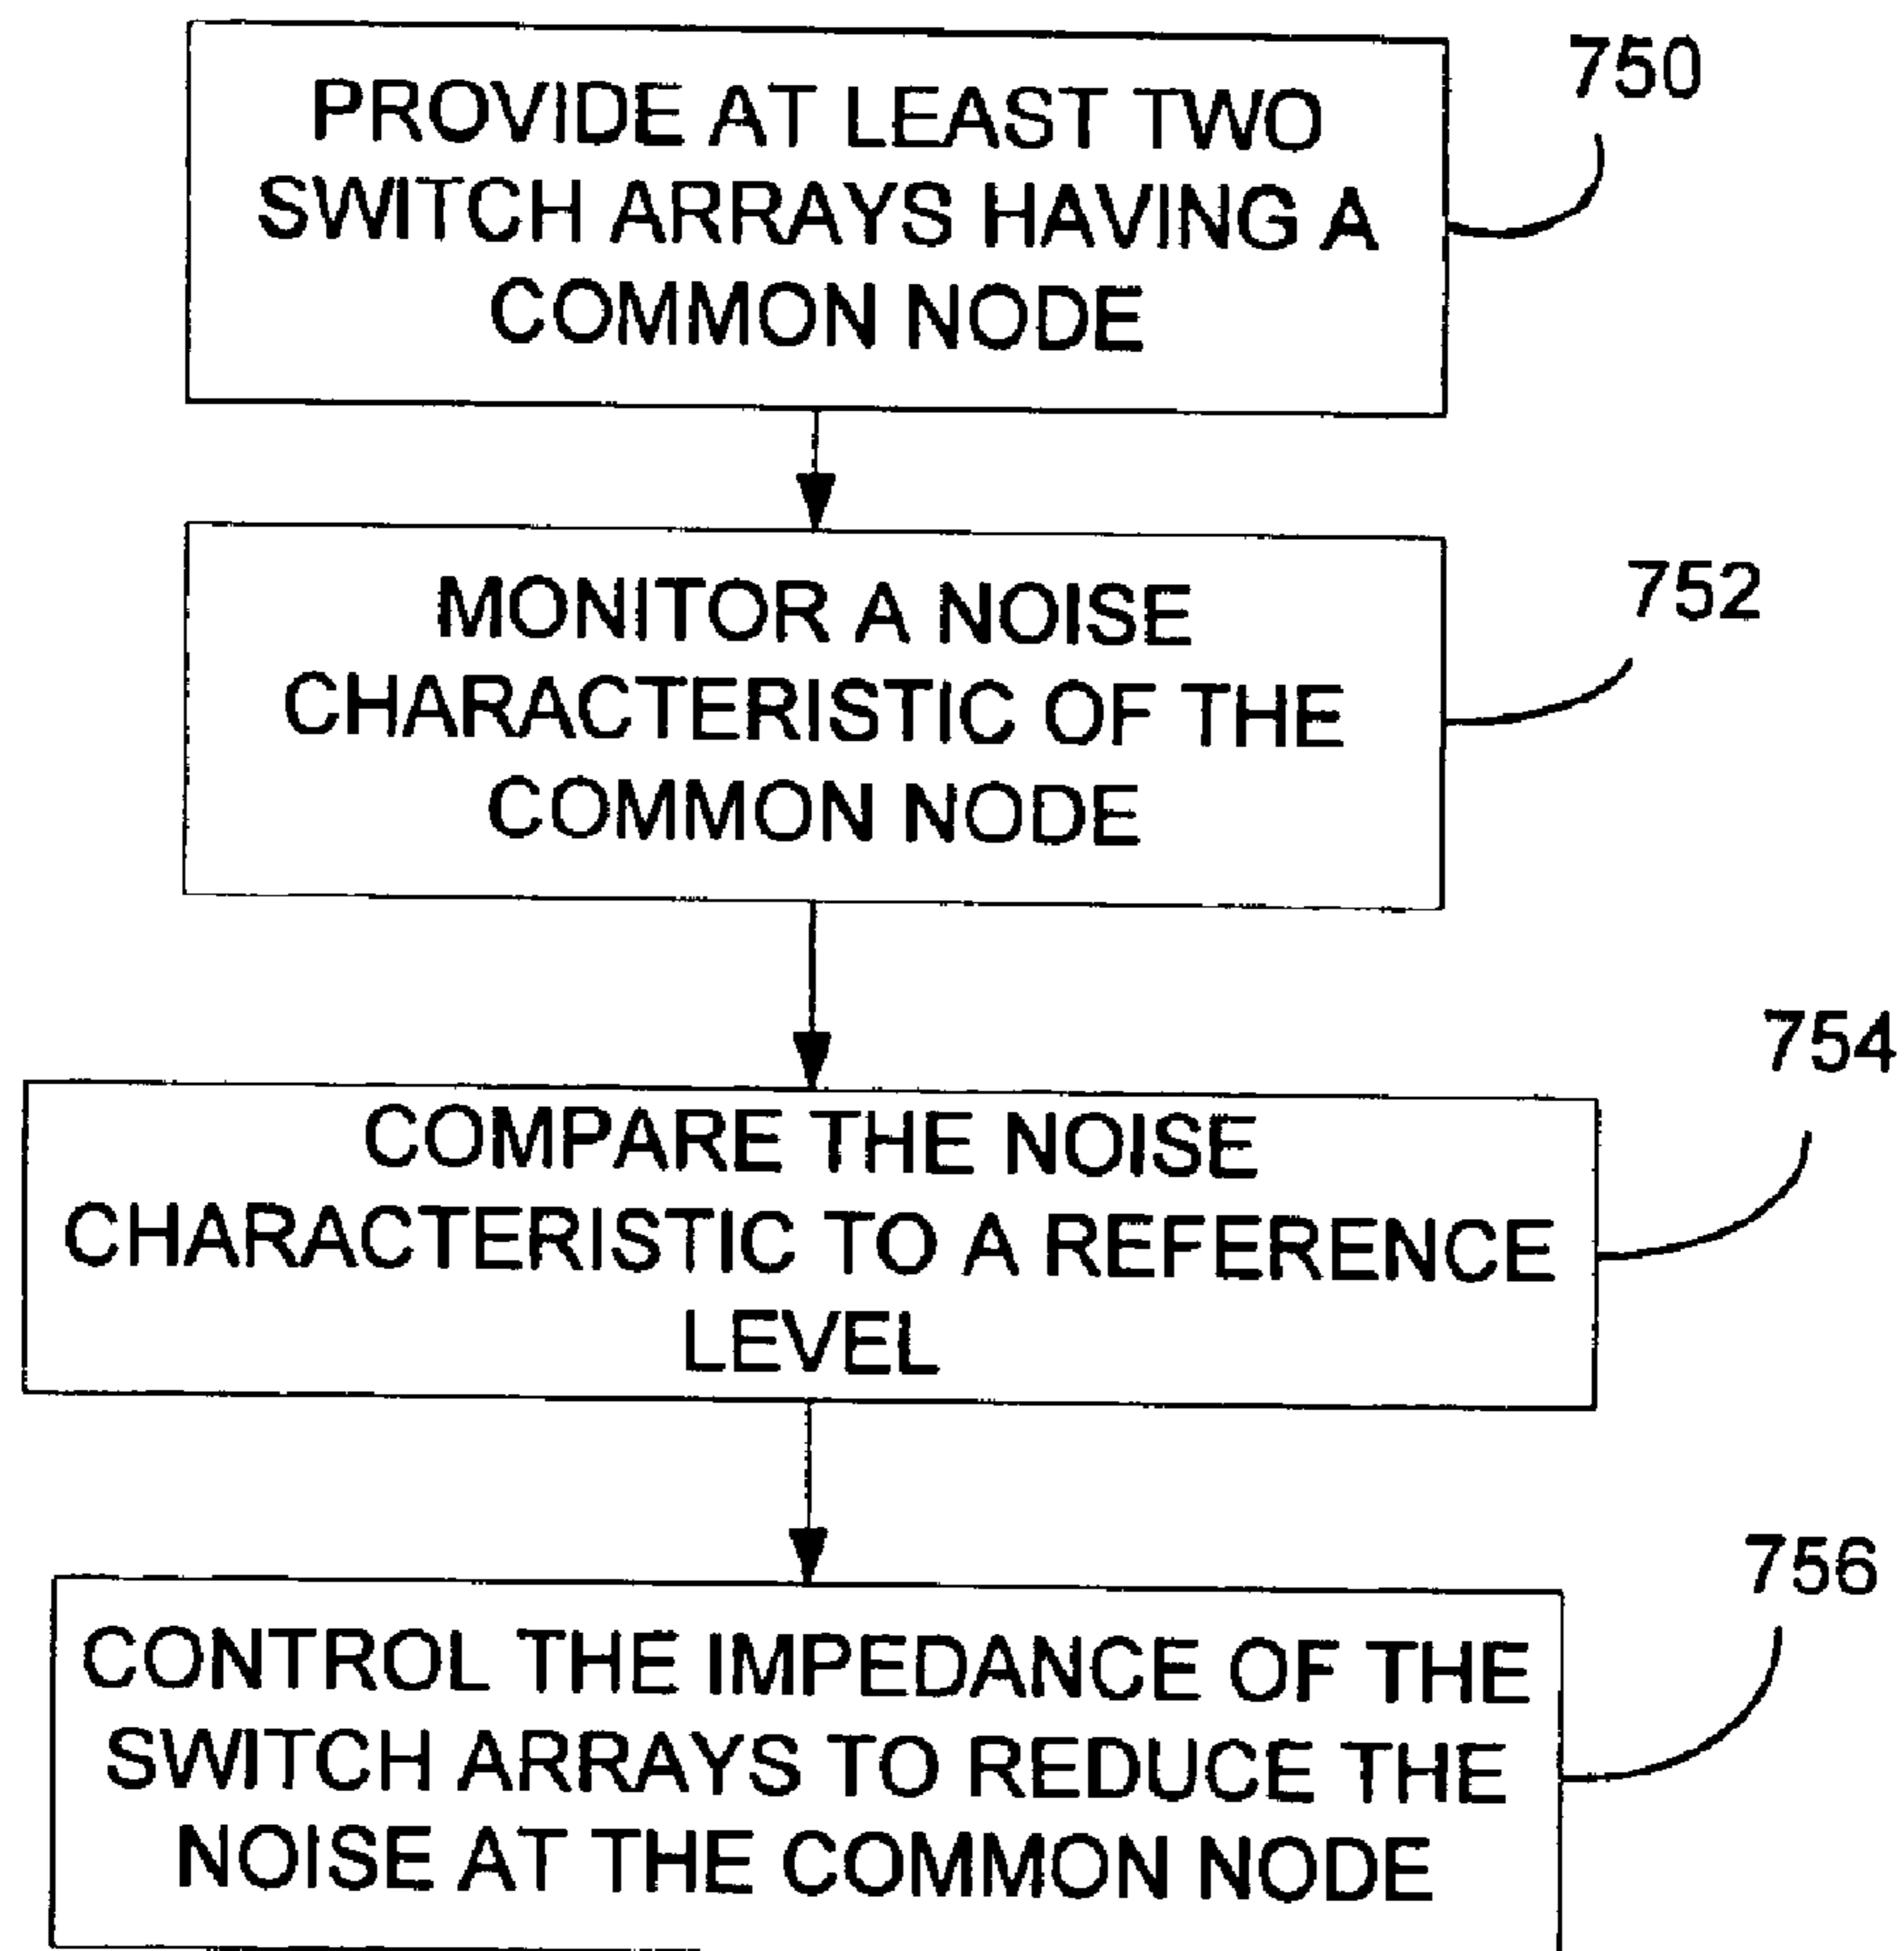 PROVIDE AT LEAST TWO
SWITCH ARRAYS HAVING A
COMMON NODE
750
MONITOR A NOISE
CHARACTERISTIC OF THE
COMMON NODE
752
COMPARE THE NOISE
CHARACTERISTIC TO A REFERENCE
LEVEL
754
CONTROL THE IMPEDANCE OF THE
SWITCH ARRAYS TO REDUCE THE
NOISE AT THE COMMON NODE
756